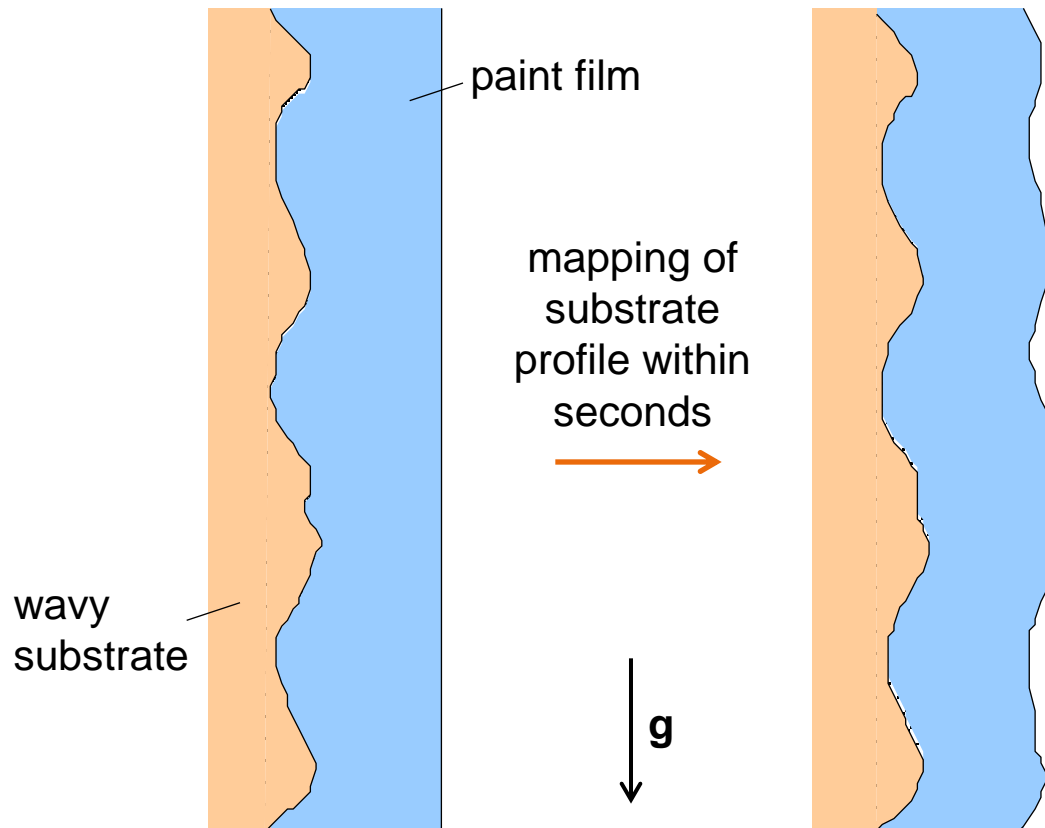 paint film
mapping of
substrate
profile within
seconds
wavy
substrate
g